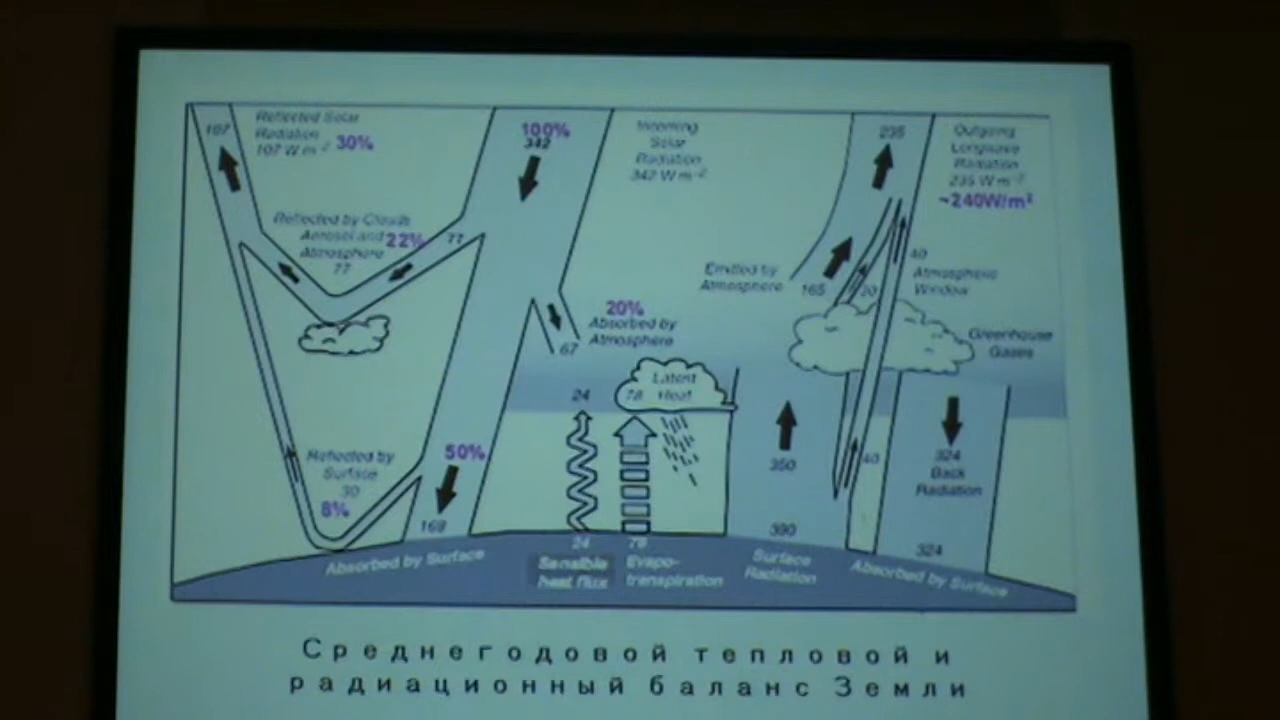 107
Reflected Solar
Radiation
107 W m⁻² 30%
100%
342
Incoming
Solar
Radiation
342 W m⁻²
235
Outgoing
Longwave
Radiation
235 W m⁻²
~240W/m²
Reflected by Clouds
Aerosol and 22%
Atmosphere
77
77
Emitted by
Atmosphere
165
30
40
Atmospheric
Window
20%
Absorbed by
Atmosphere
67
Greenhouse
Gases
24
Latent
78 Heat
Reflected by
Surface
30
8%
50%
168
350
40
324
Back
Radiation
390
324
Absorbed by Surface
24
Sensible
heat flux
78
Evapo-
transpiration
Surface
Radiation
Absorbed by Surface
Среднегодовой тепловой и
радиационный баланс Земли